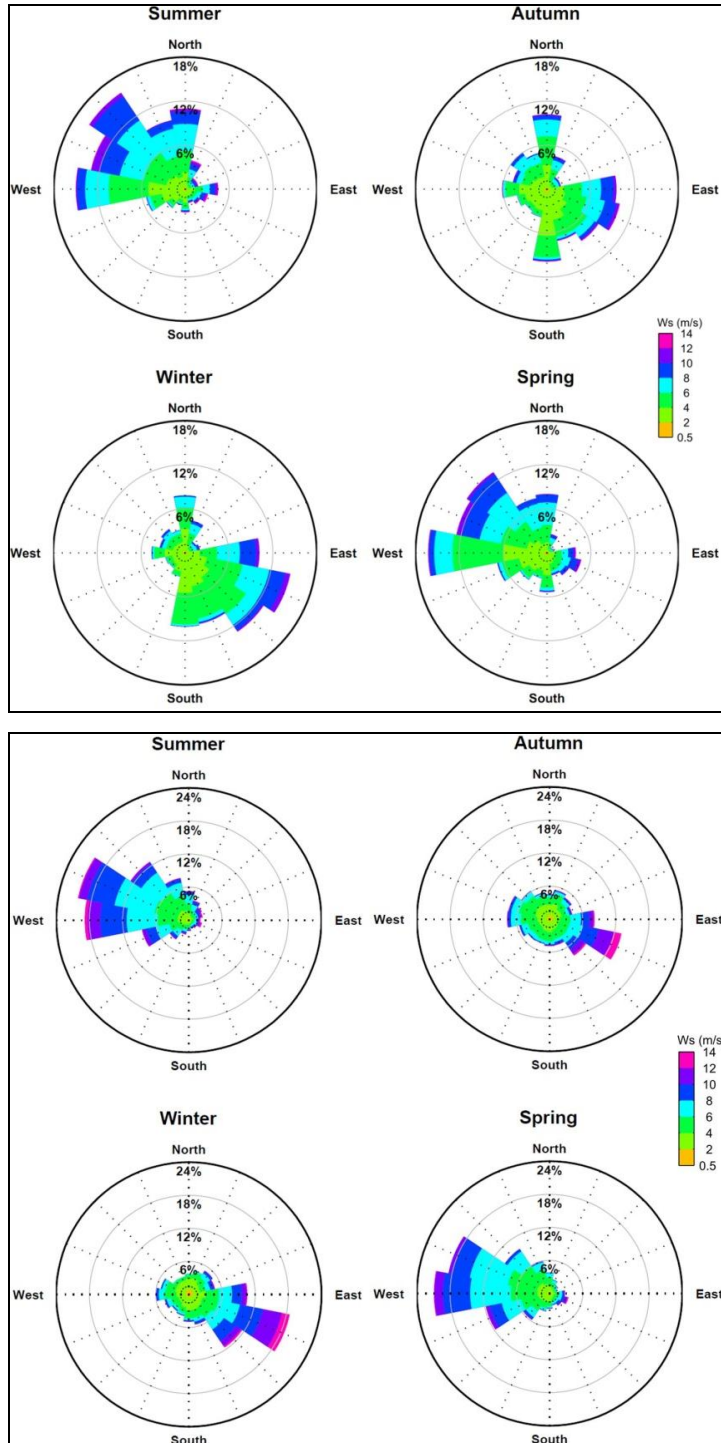 Summer
Autumn
North
North
18%
18%
12%
12%
6%
6%
West
East
West
East
South
South
Ws (m/s)
14
12
10
8
6
4
2
0.5
Winter
Spring
North
North
18%
18%
12%
12%
6%
6%
West
East
West
East
South
South
Summer
Autumn
North
North
24%
24%
18%
18%
12%
12%
6%
6%
West
East
West
East
South
South
Ws (m/s)
14
12
10
8
6
4
2
0.5
Winter
Spring
North
North
24%
24%
18%
18%
12%
12%
6%
6%
West
East
West
East
South
South